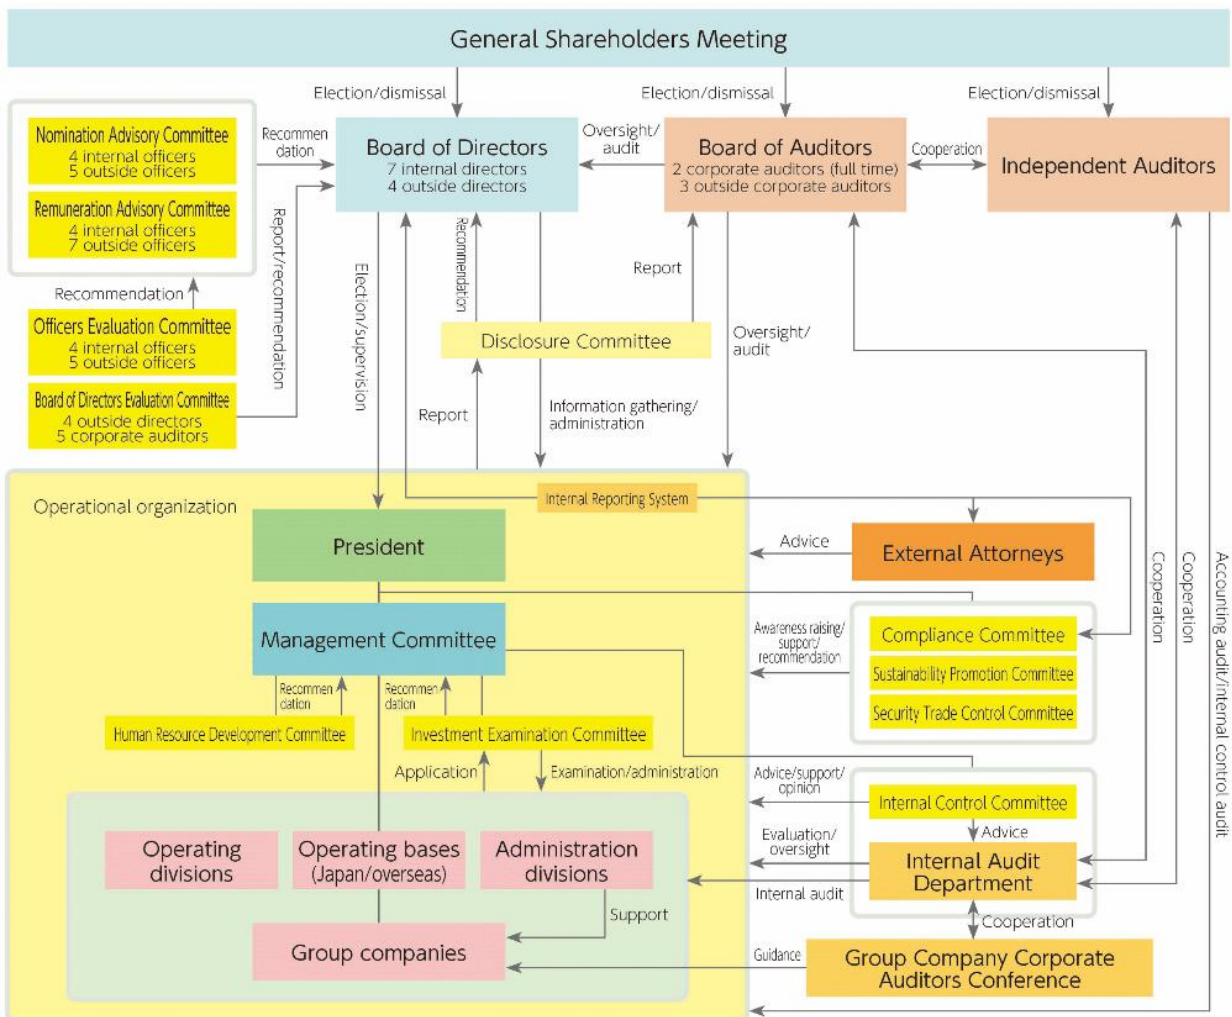 General Shareholders Meeting
Election/dismissal
Election/dismissal
Election/dismissal
Nomination Advisory Committee
4 internal officers
5 outside officers
Remuneration Advisory Committee
4 internal officers
7 outside officers
Recommen
dation
Board of Directors
7 internal directors
4 outside directors
Oversight/
audit
Board of Auditors
2 corporate auditors (full time)
3 outside corporate auditors
Cooperation
Independent Auditors
Recommendation
Officers Evaluation Committee
4 internal officers
5 outside officers
Board of Directors Evaluation Committee
4 outside directors
5 corporate auditors
Report/recommendation
Election/supervision
Recommendation
Report
Disclosure Committee
Oversight/
audit
Report
Information gathering/
administration
Operational organization
Internal Reporting System
President
Advice
External Attorneys
Management Committee
Awareness raising/
support/
recommendation
Compliance Committee
Sustainability Promotion Committee
Security Trade Control Committee
Cooperation
Cooperation
Accounting audit/internal control audit
Recommen
dation
Recommen
dation
Human Resource Development Committee
Investment Examination Committee
Application
Examination/administration
Advice/support/
opinion
Internal Control Committee
Advice
Evaluation/
oversight
Internal Audit
Department
Internal audit
Operating
divisions
Operating bases
(Japan/overseas)
Administration
divisions
Support
Group companies
Cooperation
Guidance
Group Company Corporate
Auditors Conference